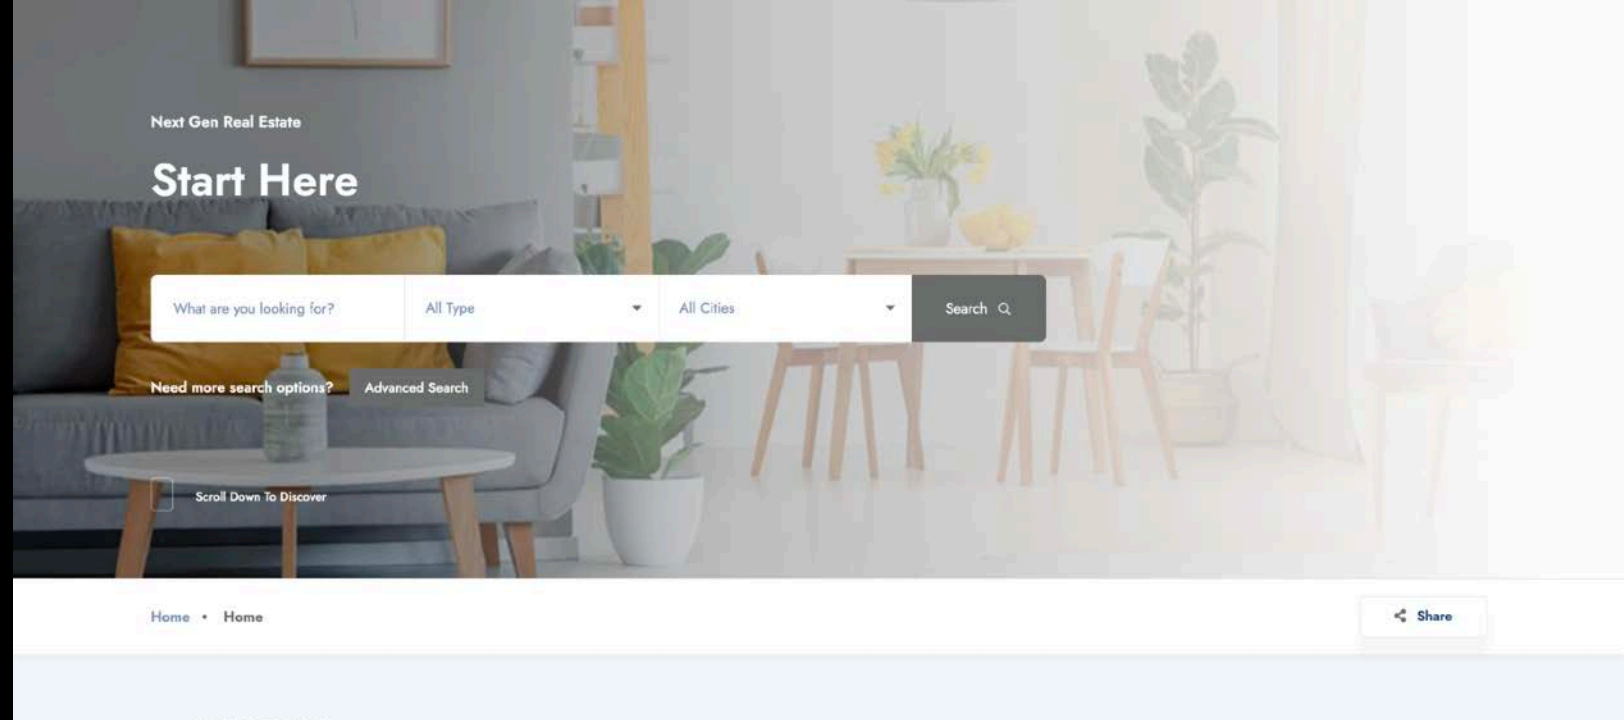 Next Gen Real Estate
Start Here
What are you looking for? All Type All Cities Search
Need more search options? Advanced Search
Scroll Down To Discover
Home • Home Share